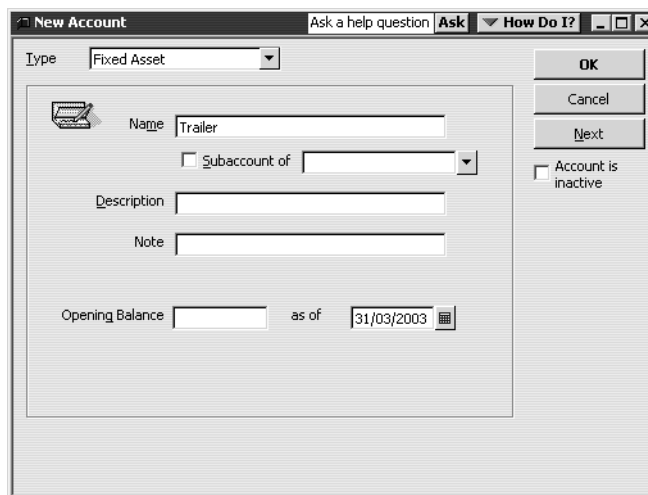 New Account
Ask a help question Ask How Do I?
Type Fixed Asset
OK
Cancel
Next
Name Trailer
Subaccount of
Account is
inactive
Description
Note
Opening Balance as of 31/03/2003